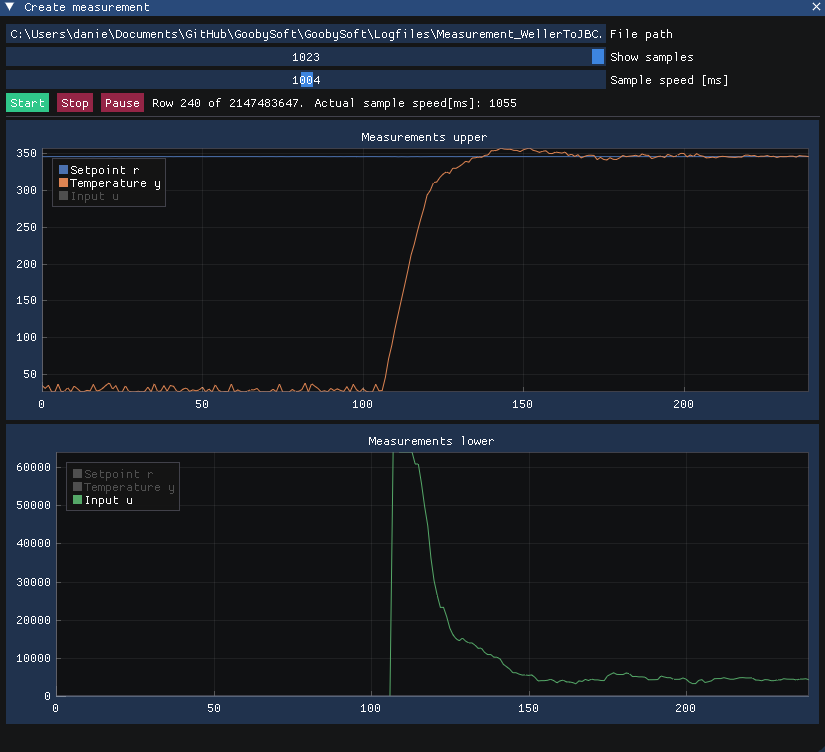 Create measurement
C:\Users\danie\Documents\GitHub\GoobySoft\GoobySoft\Logfiles\Measurement_WellerToJBC. File path
1023 Show samples
1004 Sample speed [ms]
Start Stop Pause Row 240 of 2147483647. Actual sample speed[ms]: 1055
Measurements upper
350
Setpoint r
Temperature y
Input u
300
250
200
150
100
50
0 50 100 150 200
Measurements lower
60000
Setpoint r
Temperature y
Input u
50000
40000
30000
20000
10000
0
0 50 100 150 200